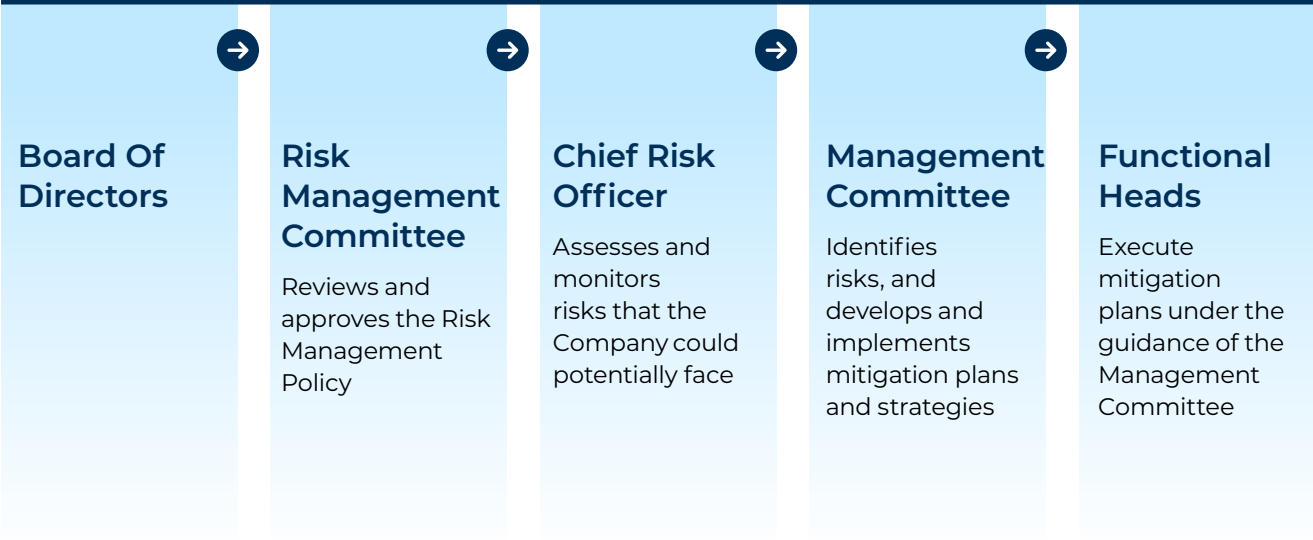 Board Of
Directors
Risk
Management
Committee
Reviews and
approves the Risk
Management
Policy
Chief Risk
Officer
Assesses and
monitors
risks that the
Company could
potentially face
Management
Committee
Identifies
risks, and
develops and
implements
mitigation plans
and strategies
Functional
Heads
Execute
mitigation
plans under the
guidance of the
Management
Committee